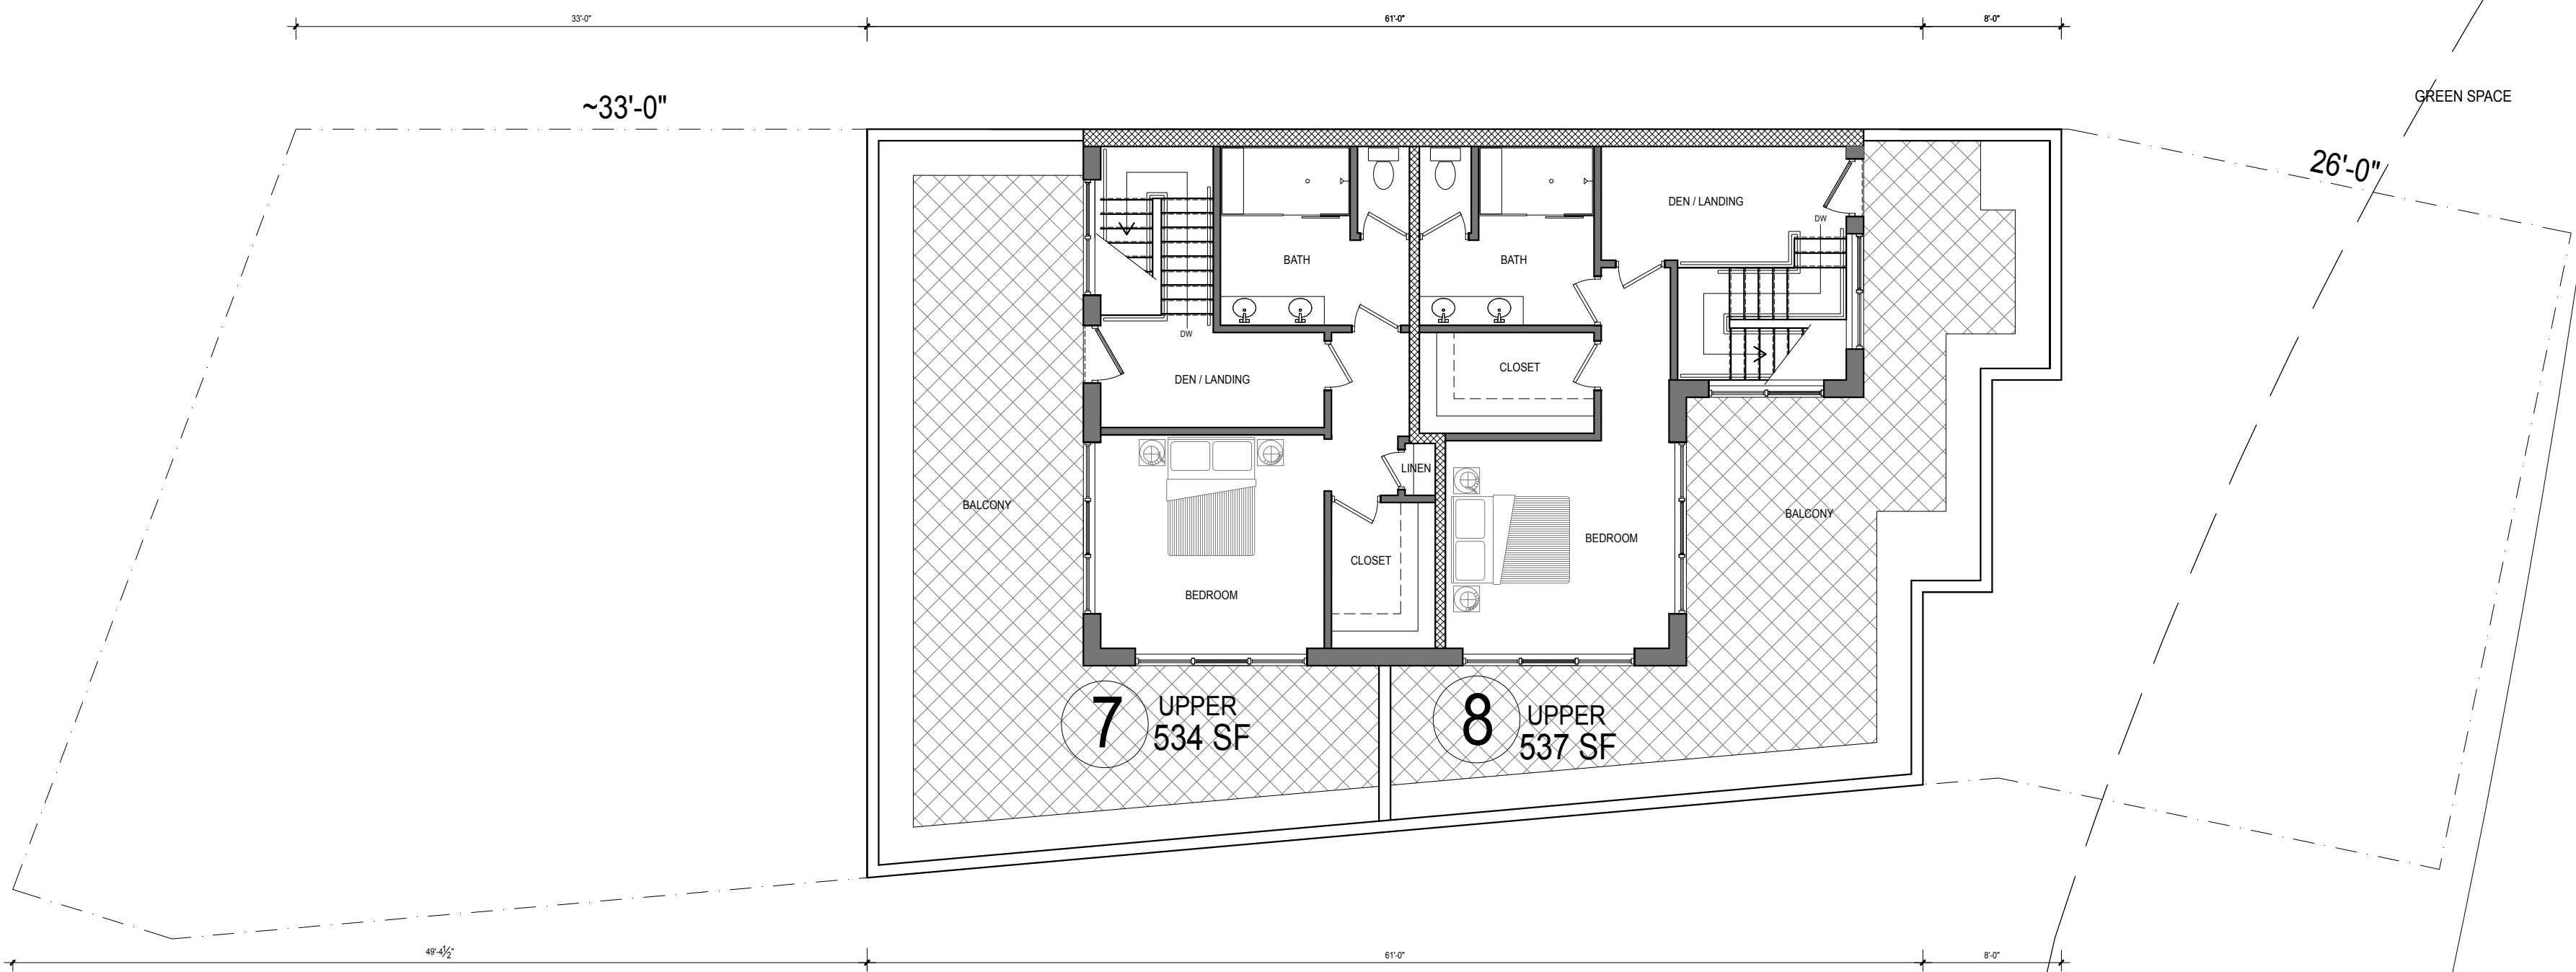 33'-0"
61'-0"
8'-0"
~33'-0"
GREEN SPACE
26'-0"
DEN / LANDING
DW
BATH
BATH
DW
CLOSET
DEN / LANDING
LINEN
BALCONY
BALCONY
BEDROOM
CLOSET
BEDROOM
7
UPPER
534 SF
8
UPPER
537 SF
49'-4½"
61'-0"
8'-0"